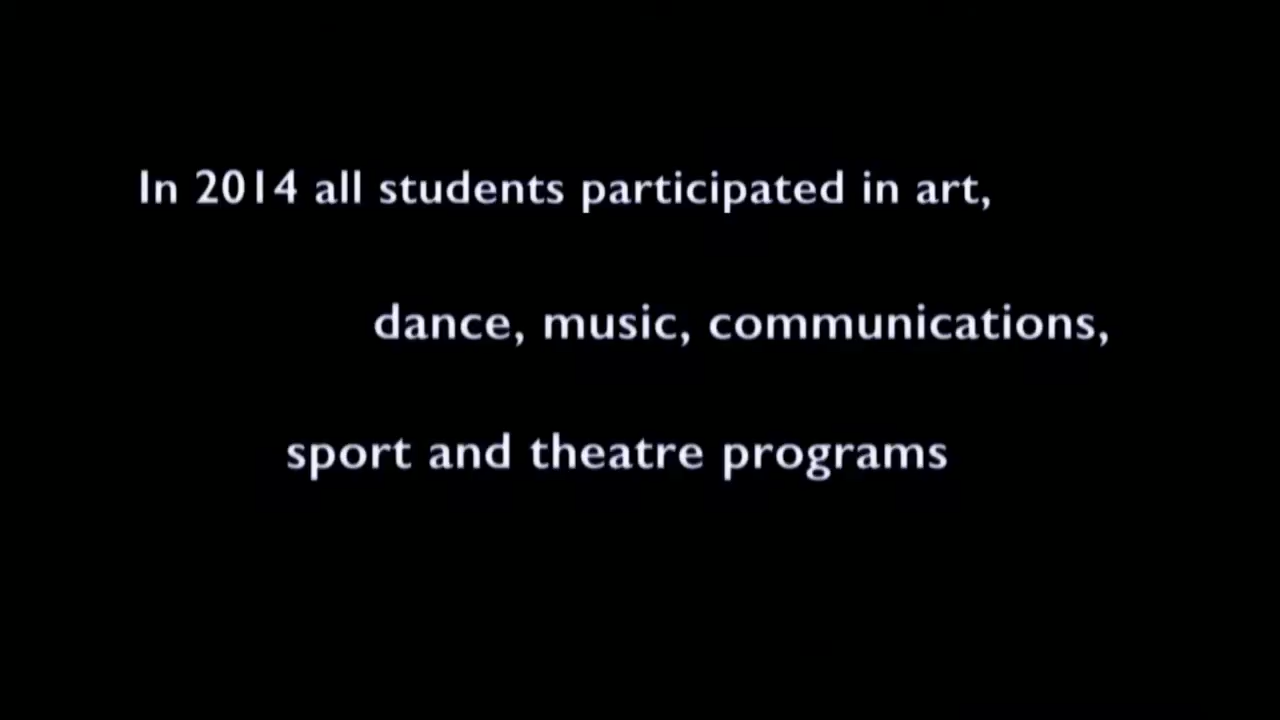 In 2014 all students participated in art,
dance, music, communications,
sport and theatre programs